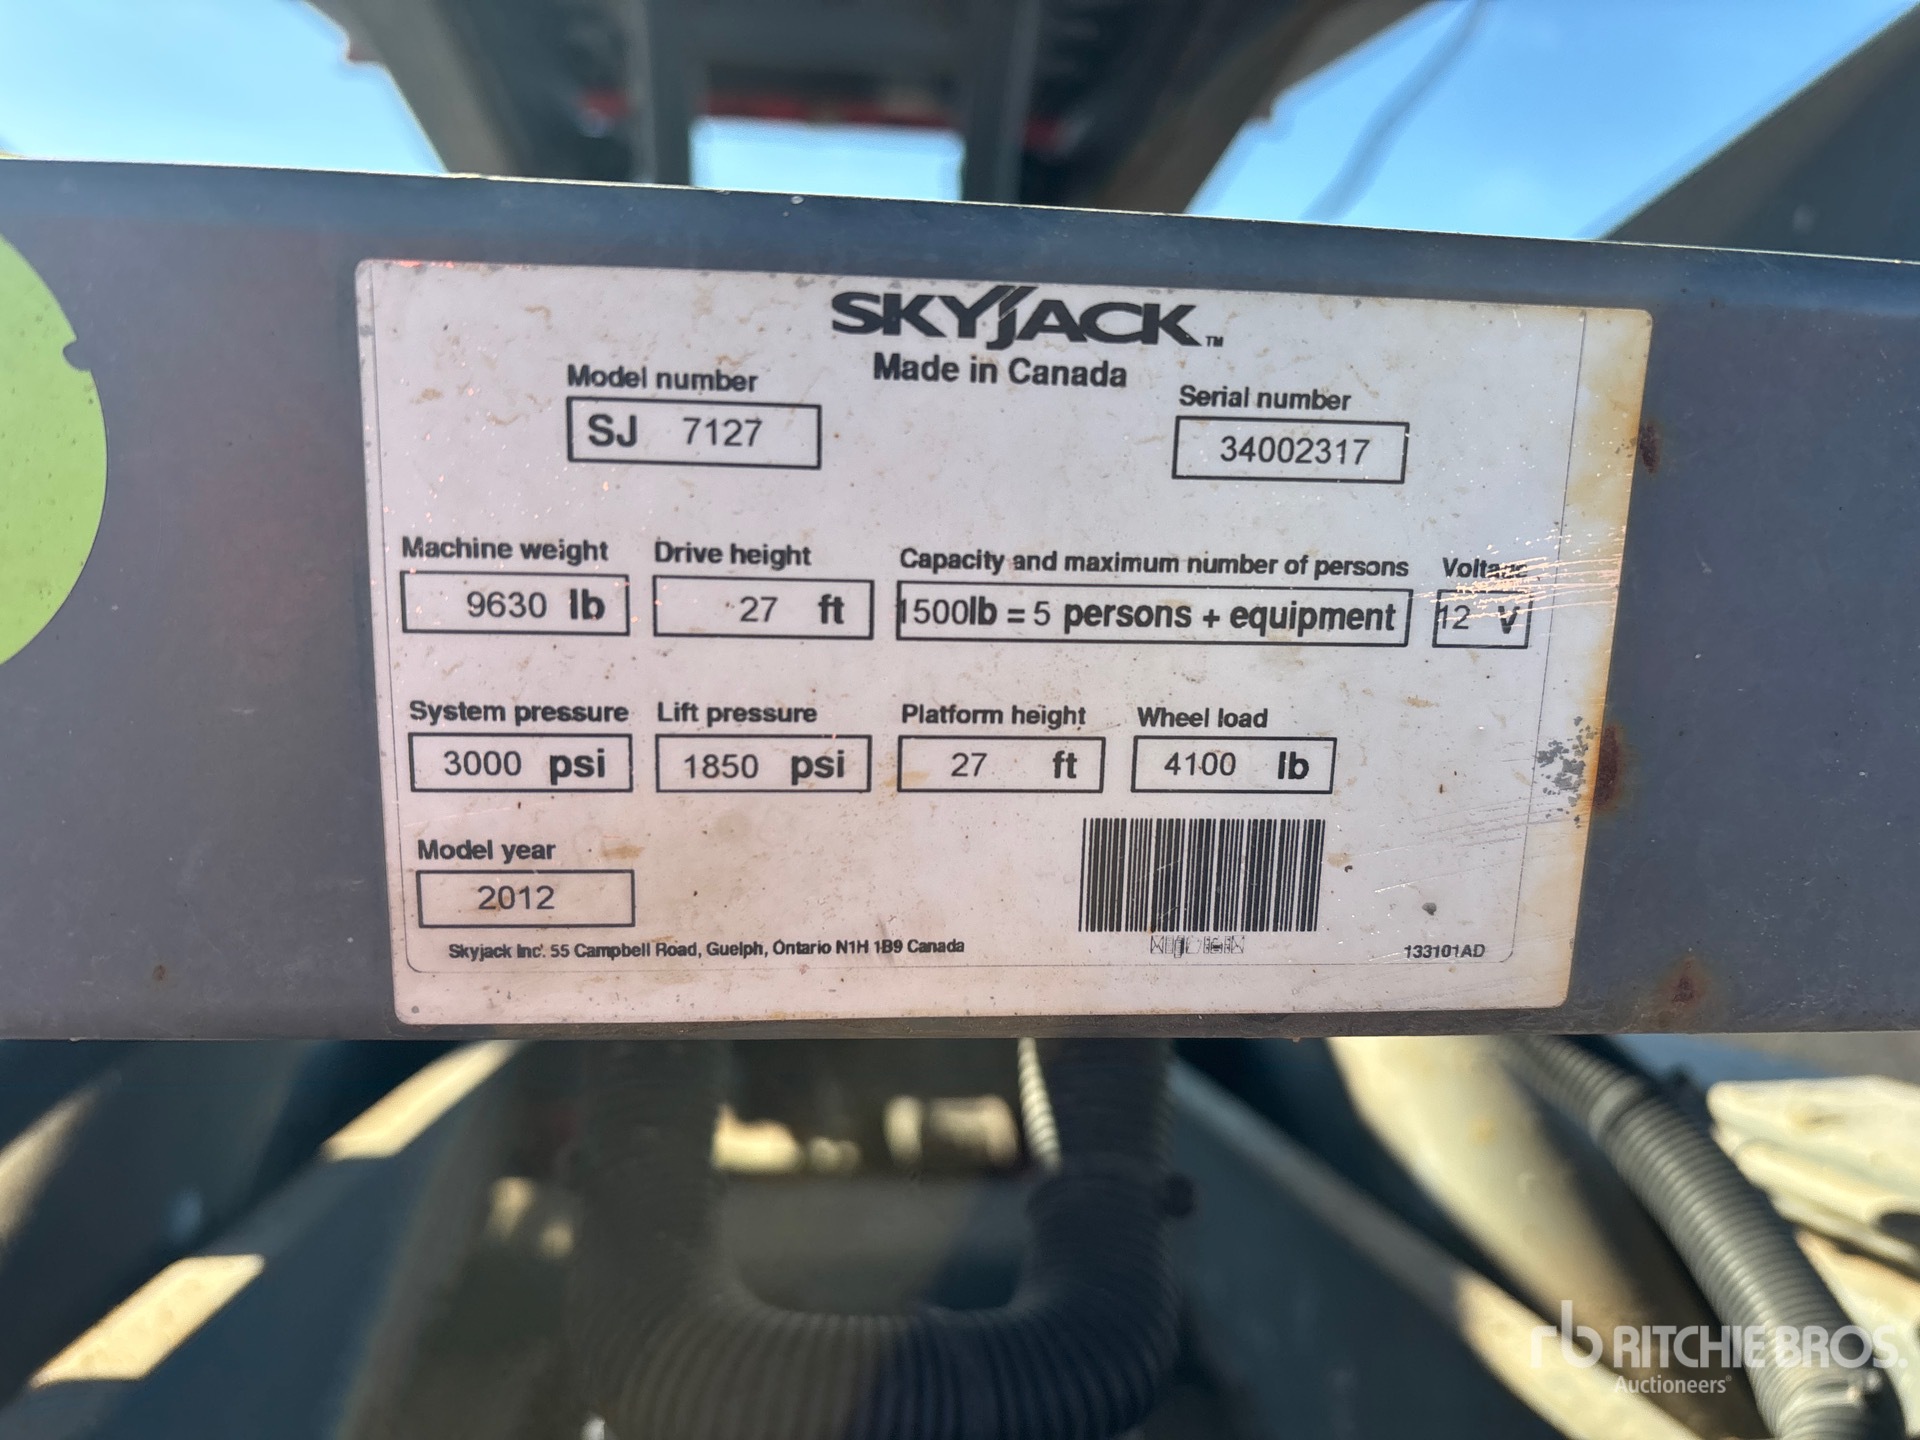 SKYJACK™
Made in Canada
Model number
SJ 7127
Serial number
34002317
Machine weight Drive height Capacity and maximum number of persons Voltage
9630 lb 27 ft 1500lb = 5 persons + equipment 12 V
System pressure Lift pressure Platform height Wheel load
3000 psi 1850 psi 27 ft 4100 lb
Model year
2012
Skyjack Inc. 55 Campbell Road, Guelph, Ontario N1H 1B9 Canada
133101AD
rb RITCHIE BROS.
Auctioneers®